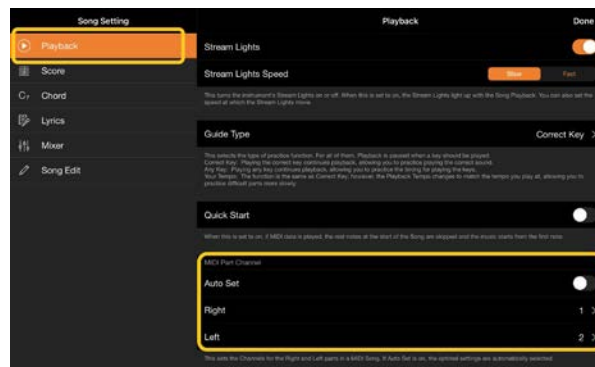 Song Setting
Playback
Done
Playback
Score
Chord
Lyrics
Mixer
Song Edit
Stream Lights
Stream Lights Speed
Slow
Fast
This turns the instrument's Stream Lights on or off. When this is set to on, the Stream Lights light up with the Song Playback. You can also set the
speed at which the Stream Lights move.
Guide Type
Correct Key
This selects the type of practice function. For all of them, Playback is paused when a key should be played.
Correct Key: Playing the correct key continues playback, allowing you to practice playing the correct sound.
Any Key: Playing any key continues playback, letting you to practice the timing for playing the keys.
Your Tempo: The function is the same as Correct Key; however, the Playback Tempo changes to match the tempo you play at, allowing you to
practice difficult parts more slowly.
Quick Start
When this is set to on, if MIDI data is played, the rest notes at the start of the Song are skipped and the music starts from the first note.
MIDI Part Channel
Auto Set
Right
1
Left
2
This sets the Channels for the Right and Left parts in a MIDI Song. If Auto Set is on, the optimal settings are automatically selected.